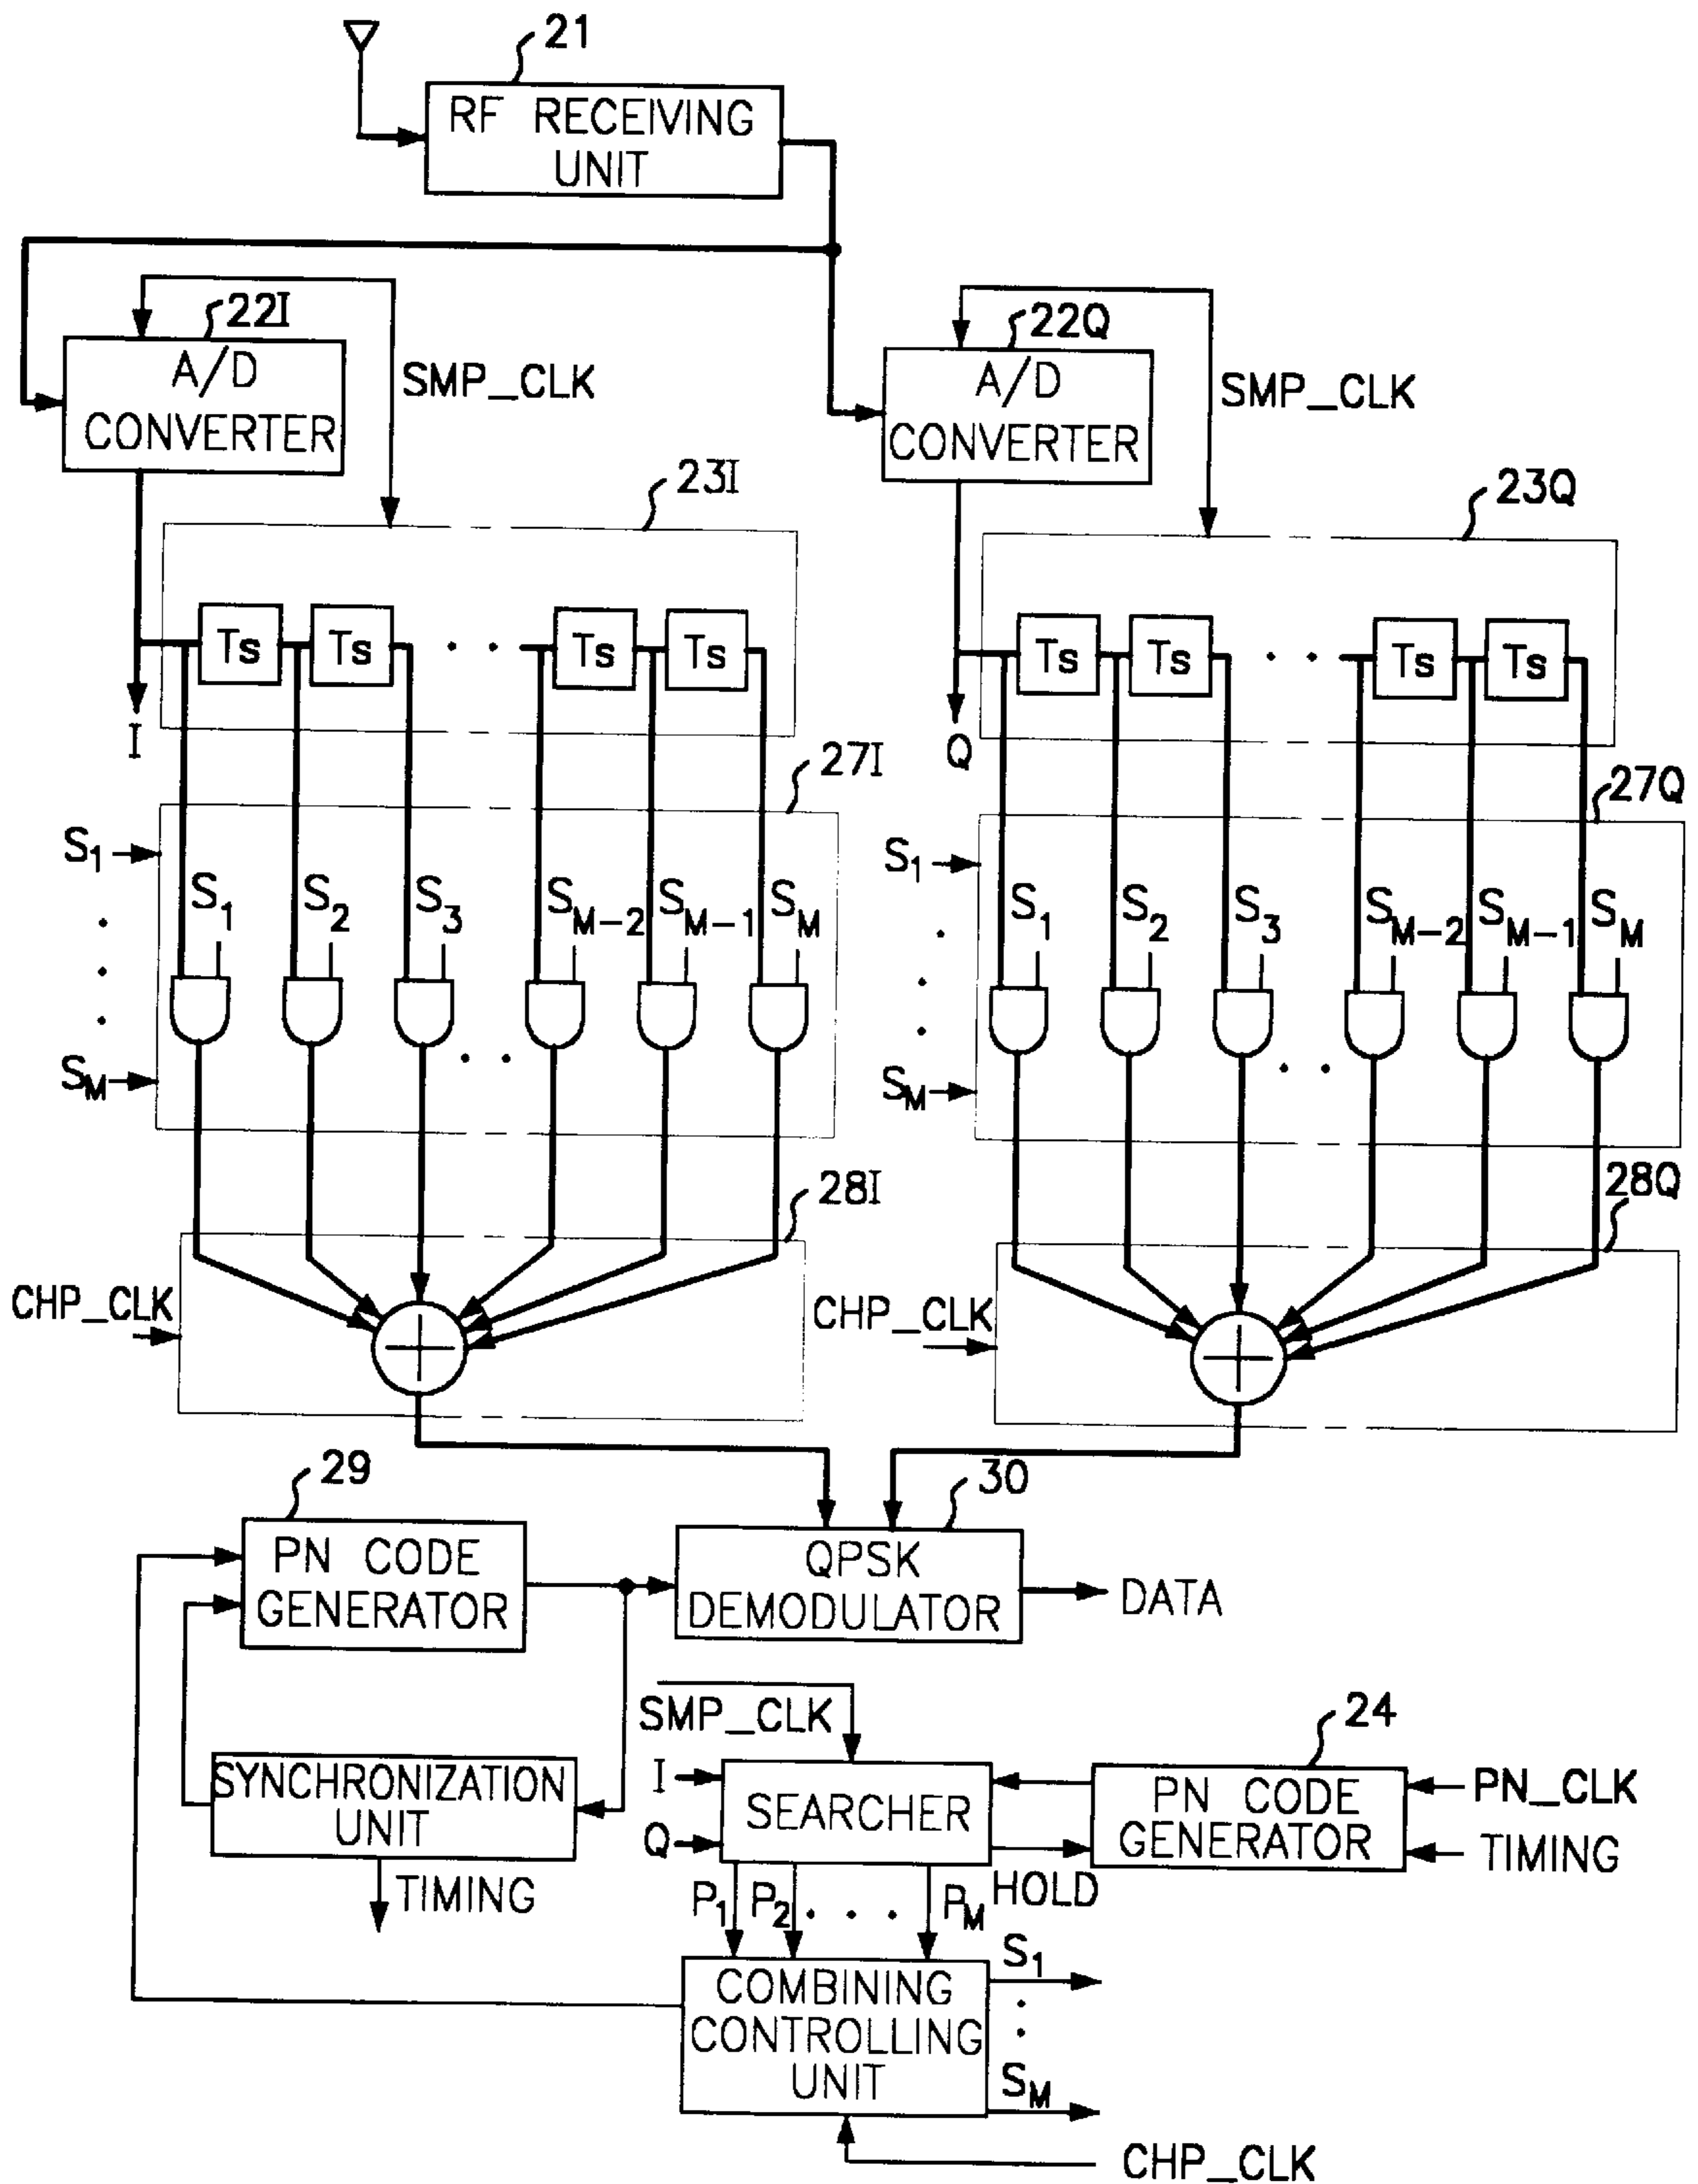 21
RF RECEIVING
UNIT
22I
A/D
CONVERTER
SMP_CLK
22Q
A/D
CONVERTER
SMP_CLK
23I
Ts
Ts
. .
Ts
Ts
I
23Q
Ts
Ts
. .
Ts
Ts
Q
27I
S1
.
.
.
SM
S1
S2
S3
SM-2
SM-1
SM
. .
27Q
S1
.
.
.
SM
S1
S2
S3
SM-2
SM-1
SM
. .
28I
CHP_CLK
28Q
CHP_CLK
29
PN CODE
GENERATOR
30
QPSK
DEMODULATOR
DATA
SYNCHRONIZATION
UNIT
TIMING
SMP_CLK
I
Q
SEARCHER
24
PN CODE
GENERATOR
PN_CLK
TIMING
HOLD
P1 P2 . . . PM
COMBINING
CONTROLLING
UNIT
S1
.
.
SM
CHP_CLK